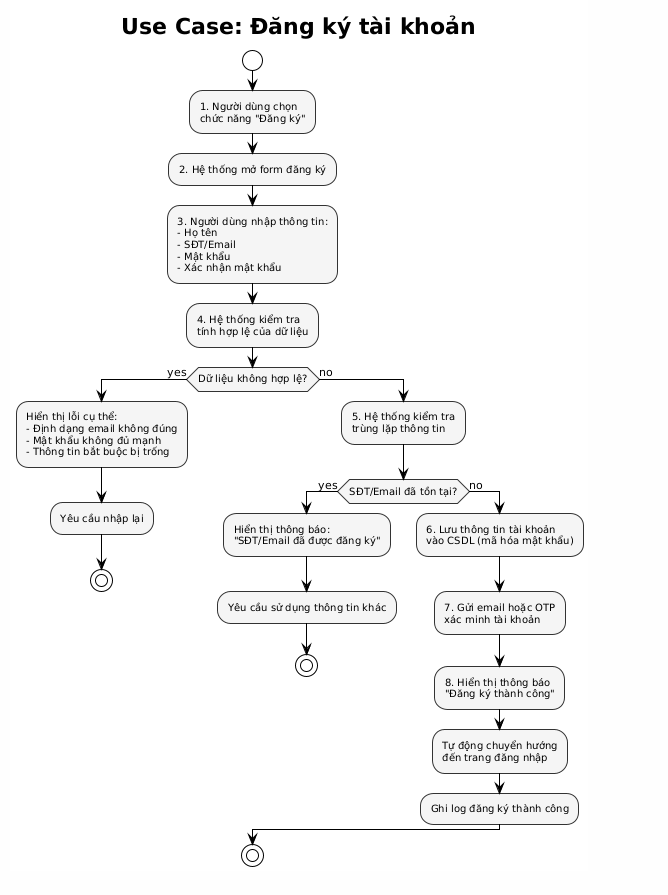 Use Case: Đăng ký tài khoản
1. Người dùng chọn
chức năng "Đăng ký"
2. Hệ thống mở form đăng ký
3. Người dùng nhập thông tin:
- Họ tên
- SĐT/Email
- Mật khẩu
- Xác nhận mật khẩu
4. Hệ thống kiểm tra
tính hợp lệ của dữ liệu
yes
Dữ liệu không hợp lệ?
no
Hiển thị lỗi cụ thể:
- Định dạng email không đúng
- Mật khẩu không đủ mạnh
- Thông tin bắt buộc bị trống
Yêu cầu nhập lại
5. Hệ thống kiểm tra
trùng lặp thông tin
yes
SĐT/Email đã tồn tại?
no
Hiển thị thông báo:
"SĐT/Email đã được đăng ký"
Yêu cầu sử dụng thông tin khác
6. Lưu thông tin tài khoản
vào CSDL (mã hóa mật khẩu)
7. Gửi email hoặc OTP
xác minh tài khoản
8. Hiển thị thông báo
"Đăng ký thành công"
Tự động chuyển hướng
đến trang đăng nhập
Ghi log đăng ký thành công